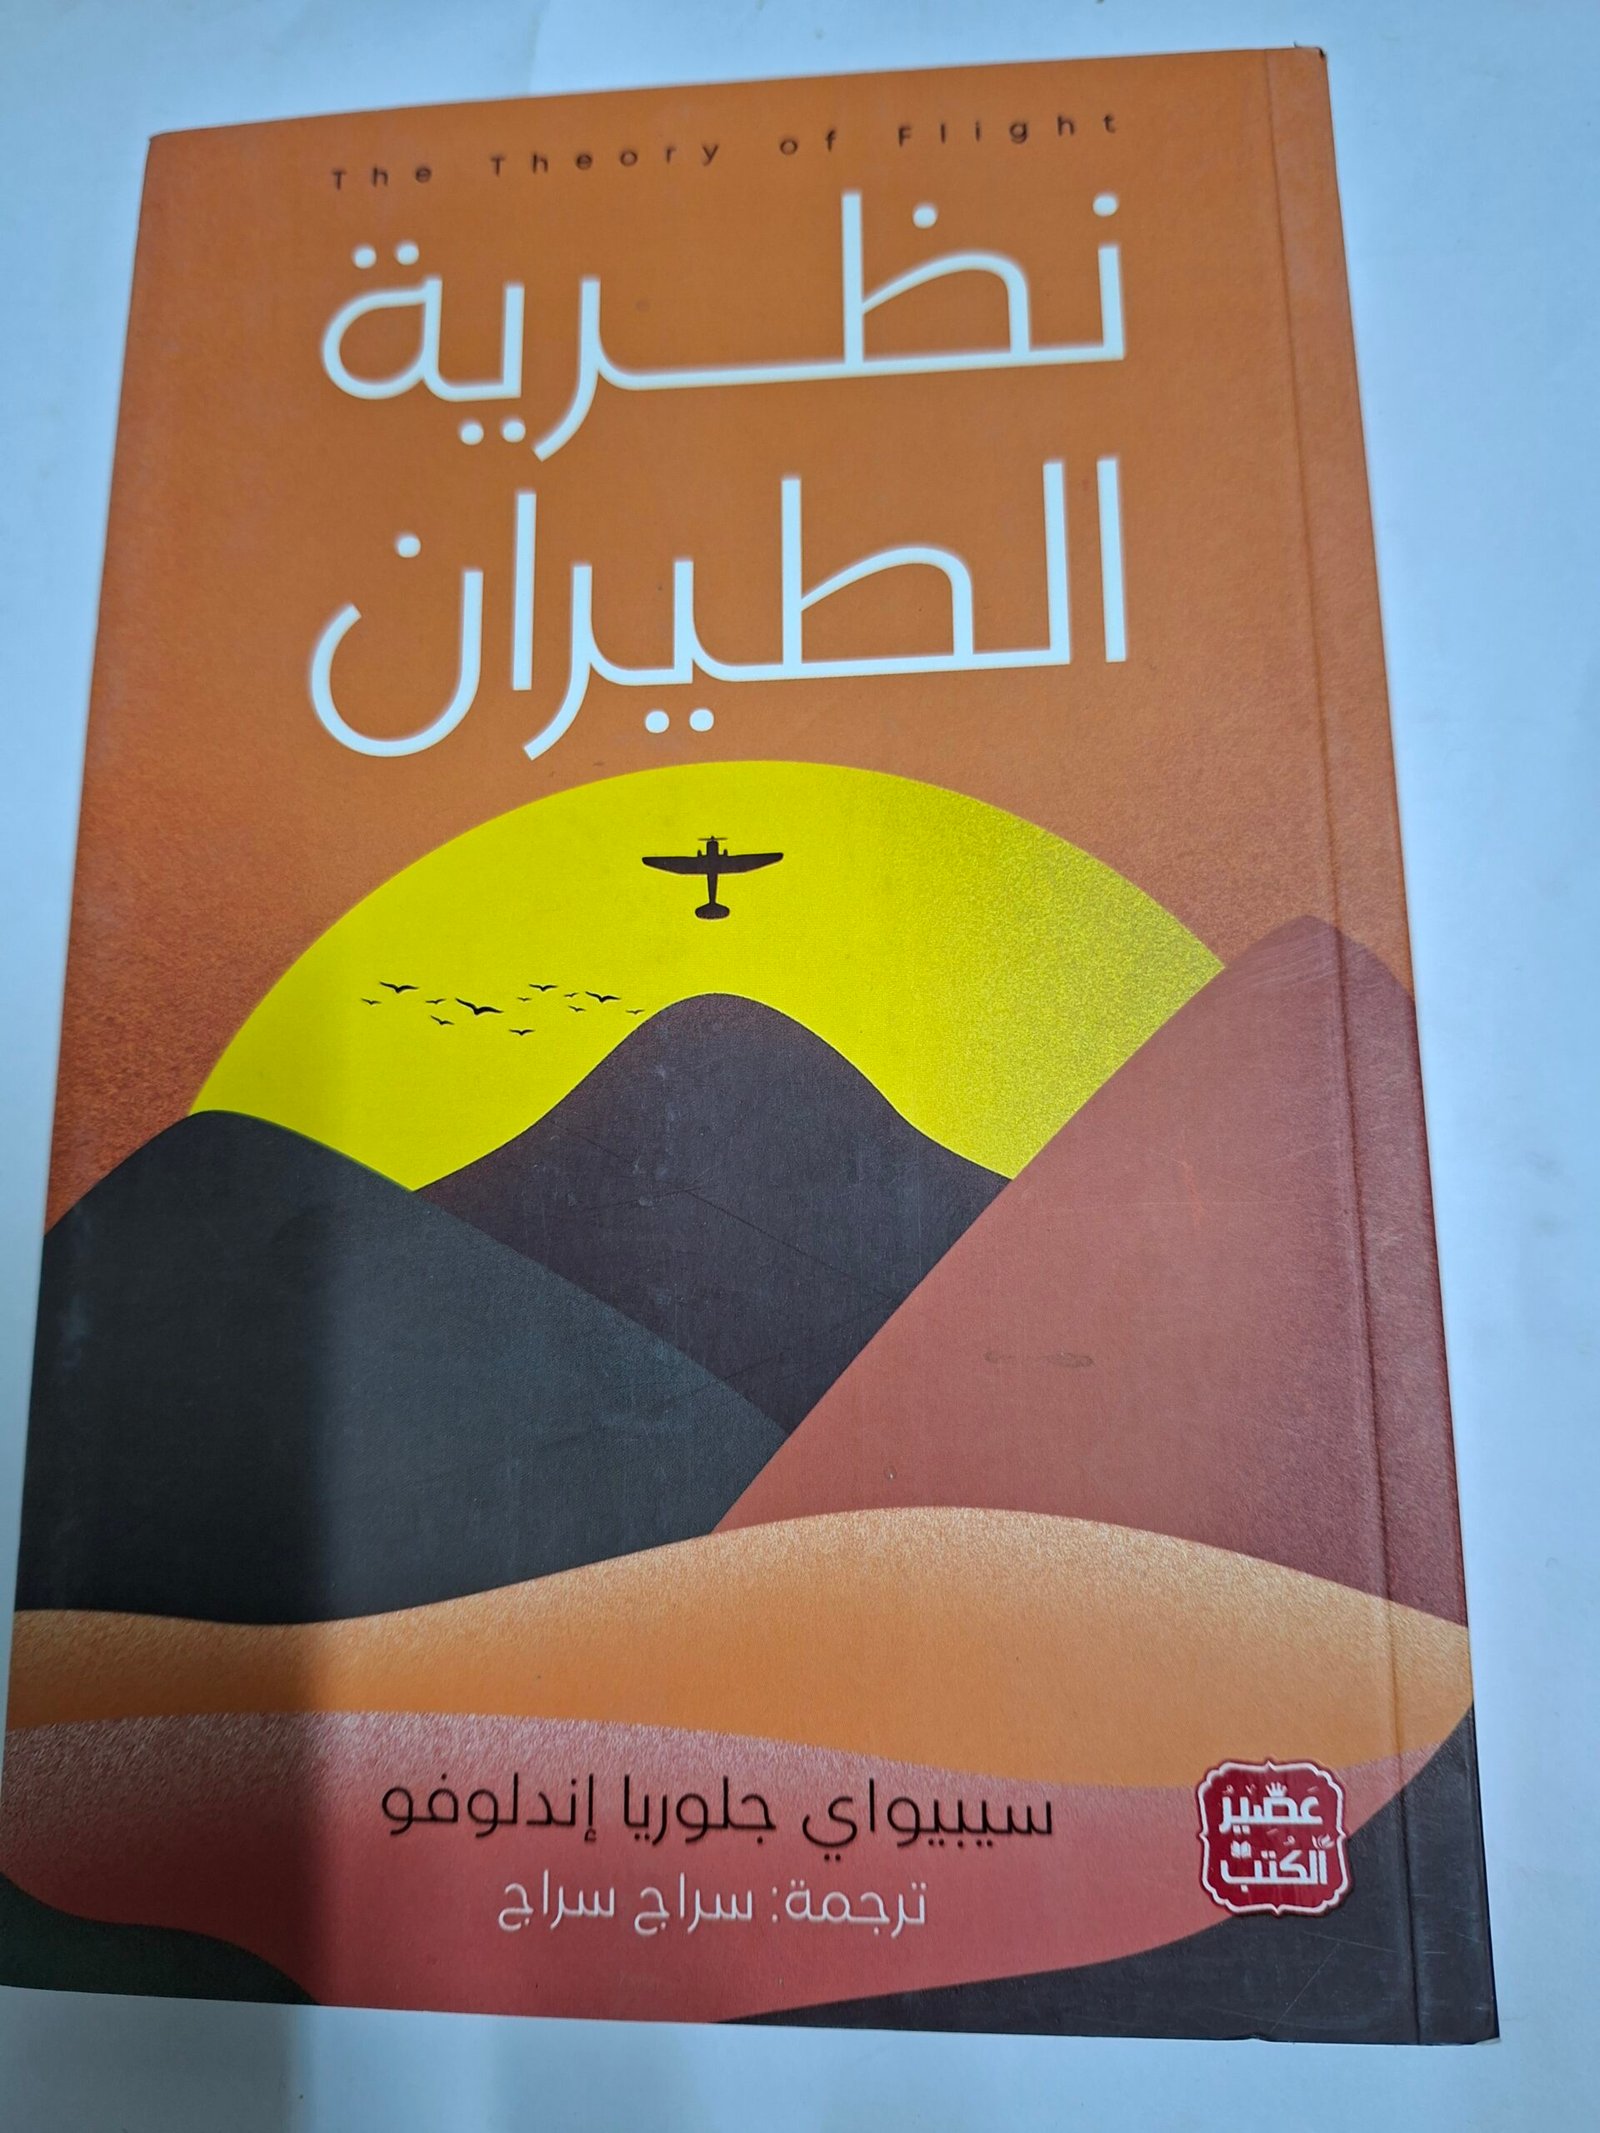 The Theory of Flight
نظرية
الطيران
سيبيواي جلوريا إندلوفو
ترجمة: سراج سراج
عصير
الكتب